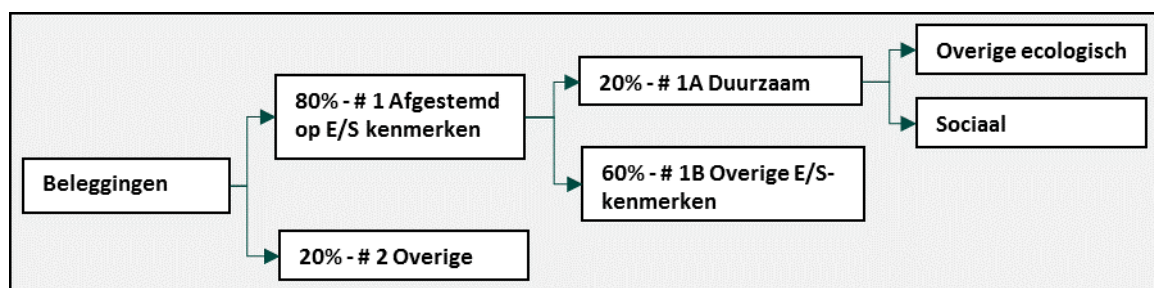 Beleggingen
80% - # 1 Afgestemd
op E/S kenmerken
20% - # 2 Overige
20% - # 1A Duurzaam
60% - # 1B Overige E/S-
kenmerken
Overige ecologisch
Sociaal